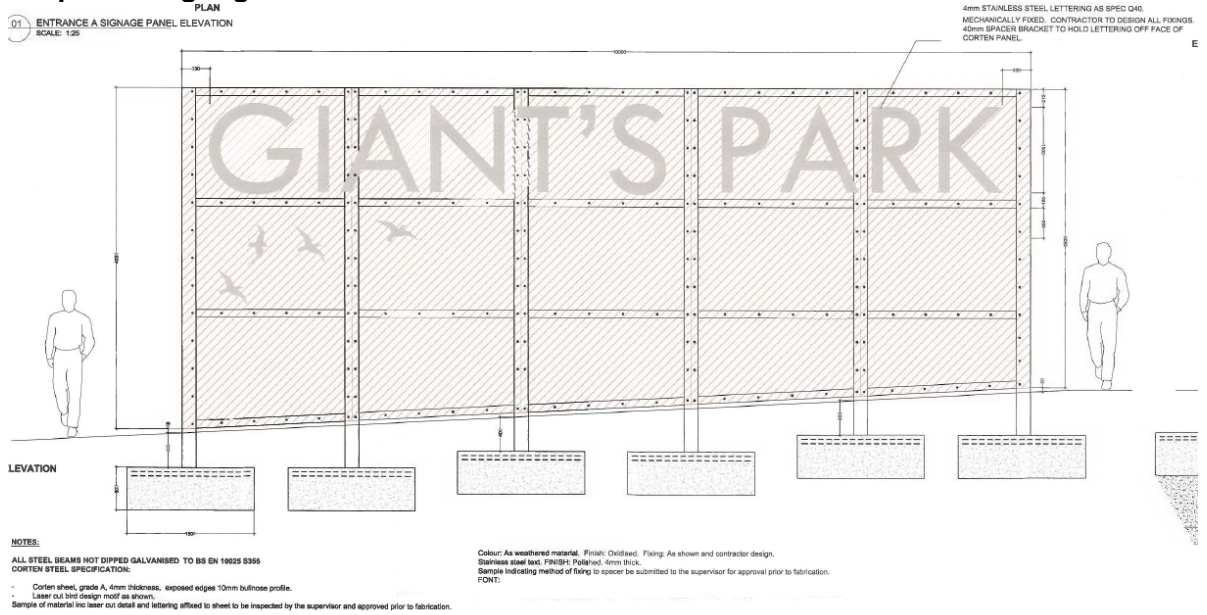 PLAN
01 ENTRANCE A SIGNAGE PANEL ELEVATION
SCALE: 1:25
4mm STAINLESS STEEL LETTERING AS SPEC Q40.
MECHANICALLY FIXED. CONTRACTOR TO DESIGN ALL FIXINGS.
40mm SPACER BRACKET TO HOLD LETTERING OFF FACE OF
CORTEN PANEL.
E
10000
GIANT'S PARK
LEVATION
NOTES:
ALL STEEL BEAMS HOT DIPPED GALVANISED TO BS EN 10025 S355
CORTEN STEEL SPECIFICATION:
- Corten sheet, grade A, 4mm thickness, exposed edges 10mm bullnose profile.
- Laser cut bird design motif as shown.
Sample of material inc laser cut detail and lettering affixed to sheet to be inspected by the supervisor and approved prior to fabrication.
Colour: As weathered material. Finish: Oxidised. Fixing: As shown and contractor design.
Stainless steel text. FINISH: Polished. 4mm thick.
Sample indicating method of fixing to spacer be submitted to the supervisor for approval prior to fabrication.
FONT: